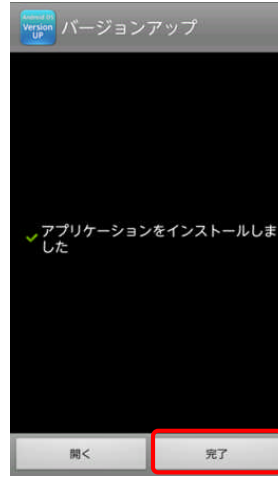 Android OS
Version
UP
バージョンアップ
アプリケーションをインストールしま
した
開く
完了